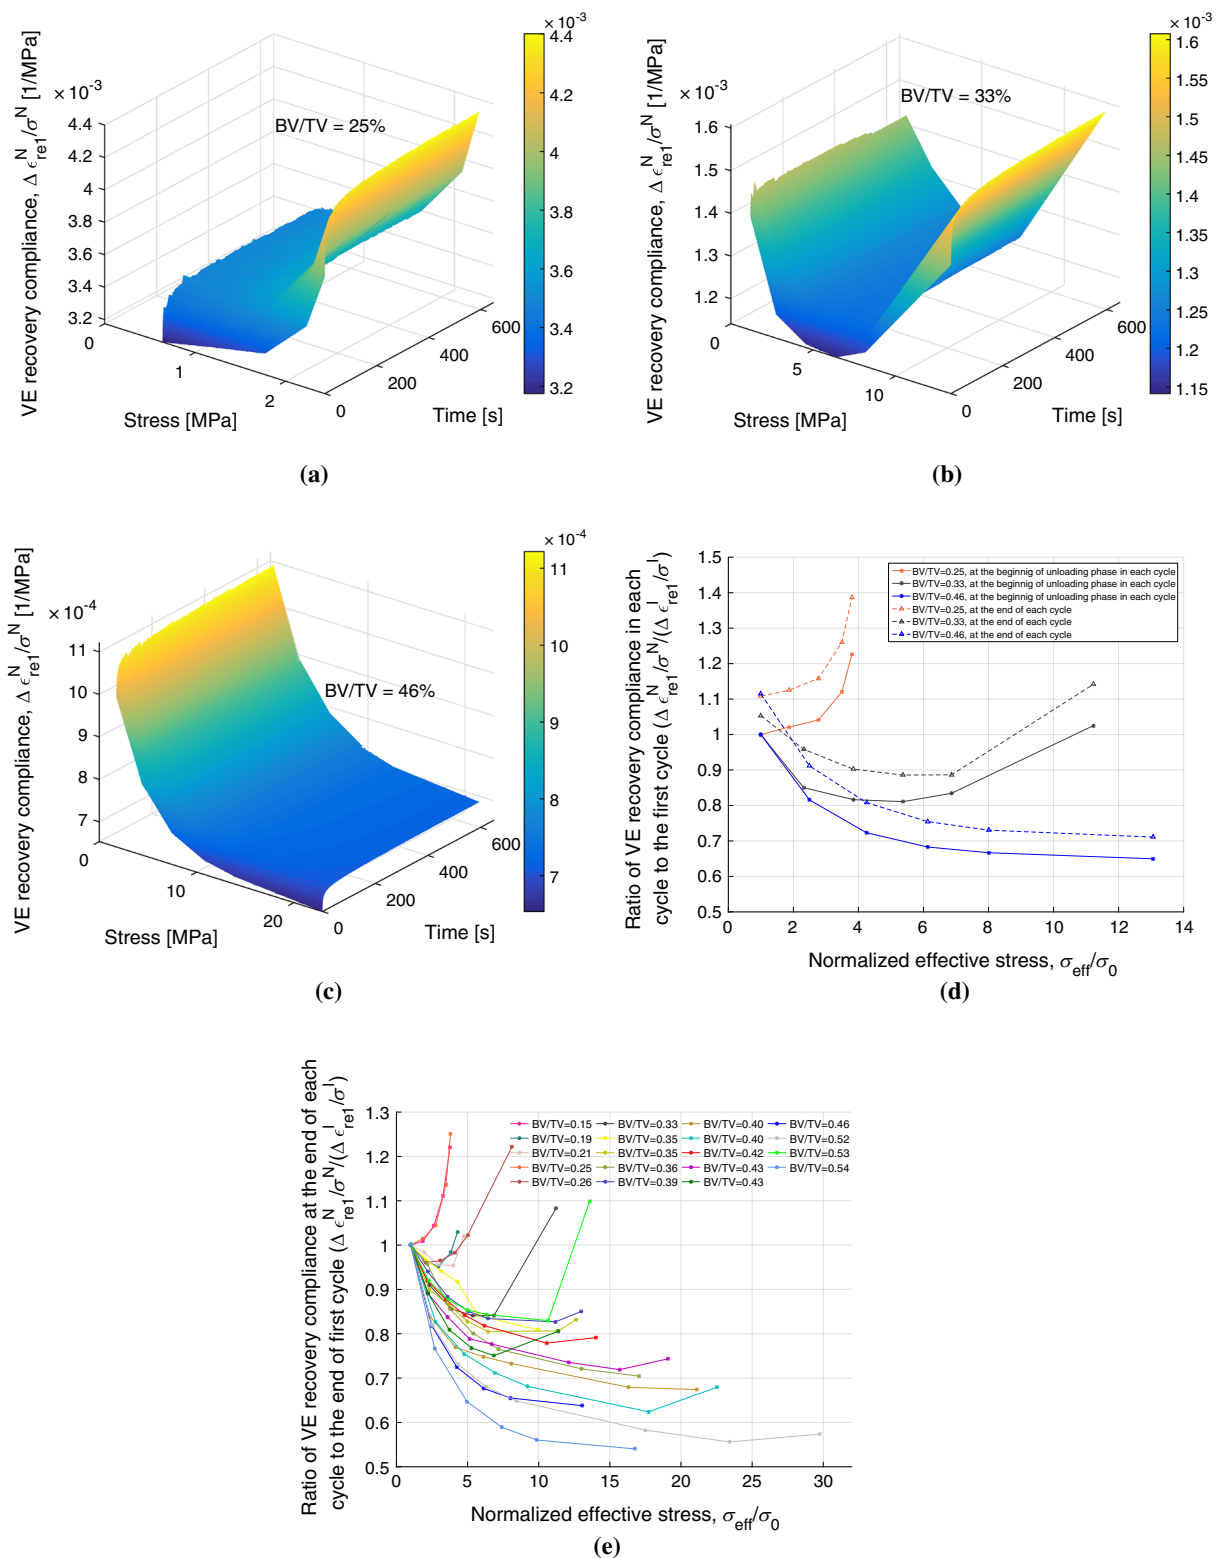 × 10⁻³
4.4
4.2
4
3.8
3.6
3.4
3.2
VE recovery compliance, Δ ϵ_re1^N/σ^N [1/MPa]
× 10⁻³
4.4
4.2
4
3.8
3.6
3.4
3.2
BV/TV = 25%
0
1
2
Stress [MPa]
0
200
400
600
Time [s]
(a)
× 10⁻³
1.6
1.55
1.5
1.45
1.4
1.35
1.3
1.25
1.2
1.15
VE recovery compliance, Δ ϵ_re1^N/σ^N [1/MPa]
× 10⁻³
1.6
1.5
1.4
1.3
1.2
BV/TV = 33%
0
5
10
Stress [MPa]
0
200
400
600
Time [s]
(b)
× 10⁻⁴
10
9
8
7
VE recovery compliance, Δ ϵ_re1^N/σ^N [1/MPa]
× 10⁻⁴
11
10
9
8
7
BV/TV = 46%
0
10
20
Stress [MPa]
0
200
400
600
Time [s]
(c)
Ratio of VE recovery compliance in each
cycle to the first cycle (Δ ϵ_re1^N/σ^N/(Δ ϵ_re1^I/σ^I)
1.5
1.4
1.3
1.2
1.1
1
0.9
0.8
0.7
0.6
0.5
BV/TV=0.25, at the beginnig of unloading phase in each cycle
BV/TV=0.33, at the beginnig of unloading phase in each cycle
BV/TV=0.46, at the beginnig of unloading phase in each cycle
BV/TV=0.25, at the end of each cycle
BV/TV=0.33, at the end of each cycle
BV/TV=0.46, at the end of each cycle
0 2 4 6 8 10 12 14
Normalized effective stress, σ_eff/σ_0
(d)
Ratio of VE recovery compliance at the end of each
cycle to the end of first cycle (Δ ϵ_re1^N/σ^N/(Δ ϵ_re1^I/σ^I)
1.3
1.2
1.1
1
0.9
0.8
0.7
0.6
0.5
BV/TV=0.15 BV/TV=0.33 BV/TV=0.40 BV/TV=0.46
BV/TV=0.19 BV/TV=0.35 BV/TV=0.40 BV/TV=0.52
BV/TV=0.21 BV/TV=0.35 BV/TV=0.42 BV/TV=0.53
BV/TV=0.25 BV/TV=0.36 BV/TV=0.43 BV/TV=0.54
BV/TV=0.26 BV/TV=0.39 BV/TV=0.43
0 5 10 15 20 25 30
Normalized effective stress, σ_eff/σ_0
(e)